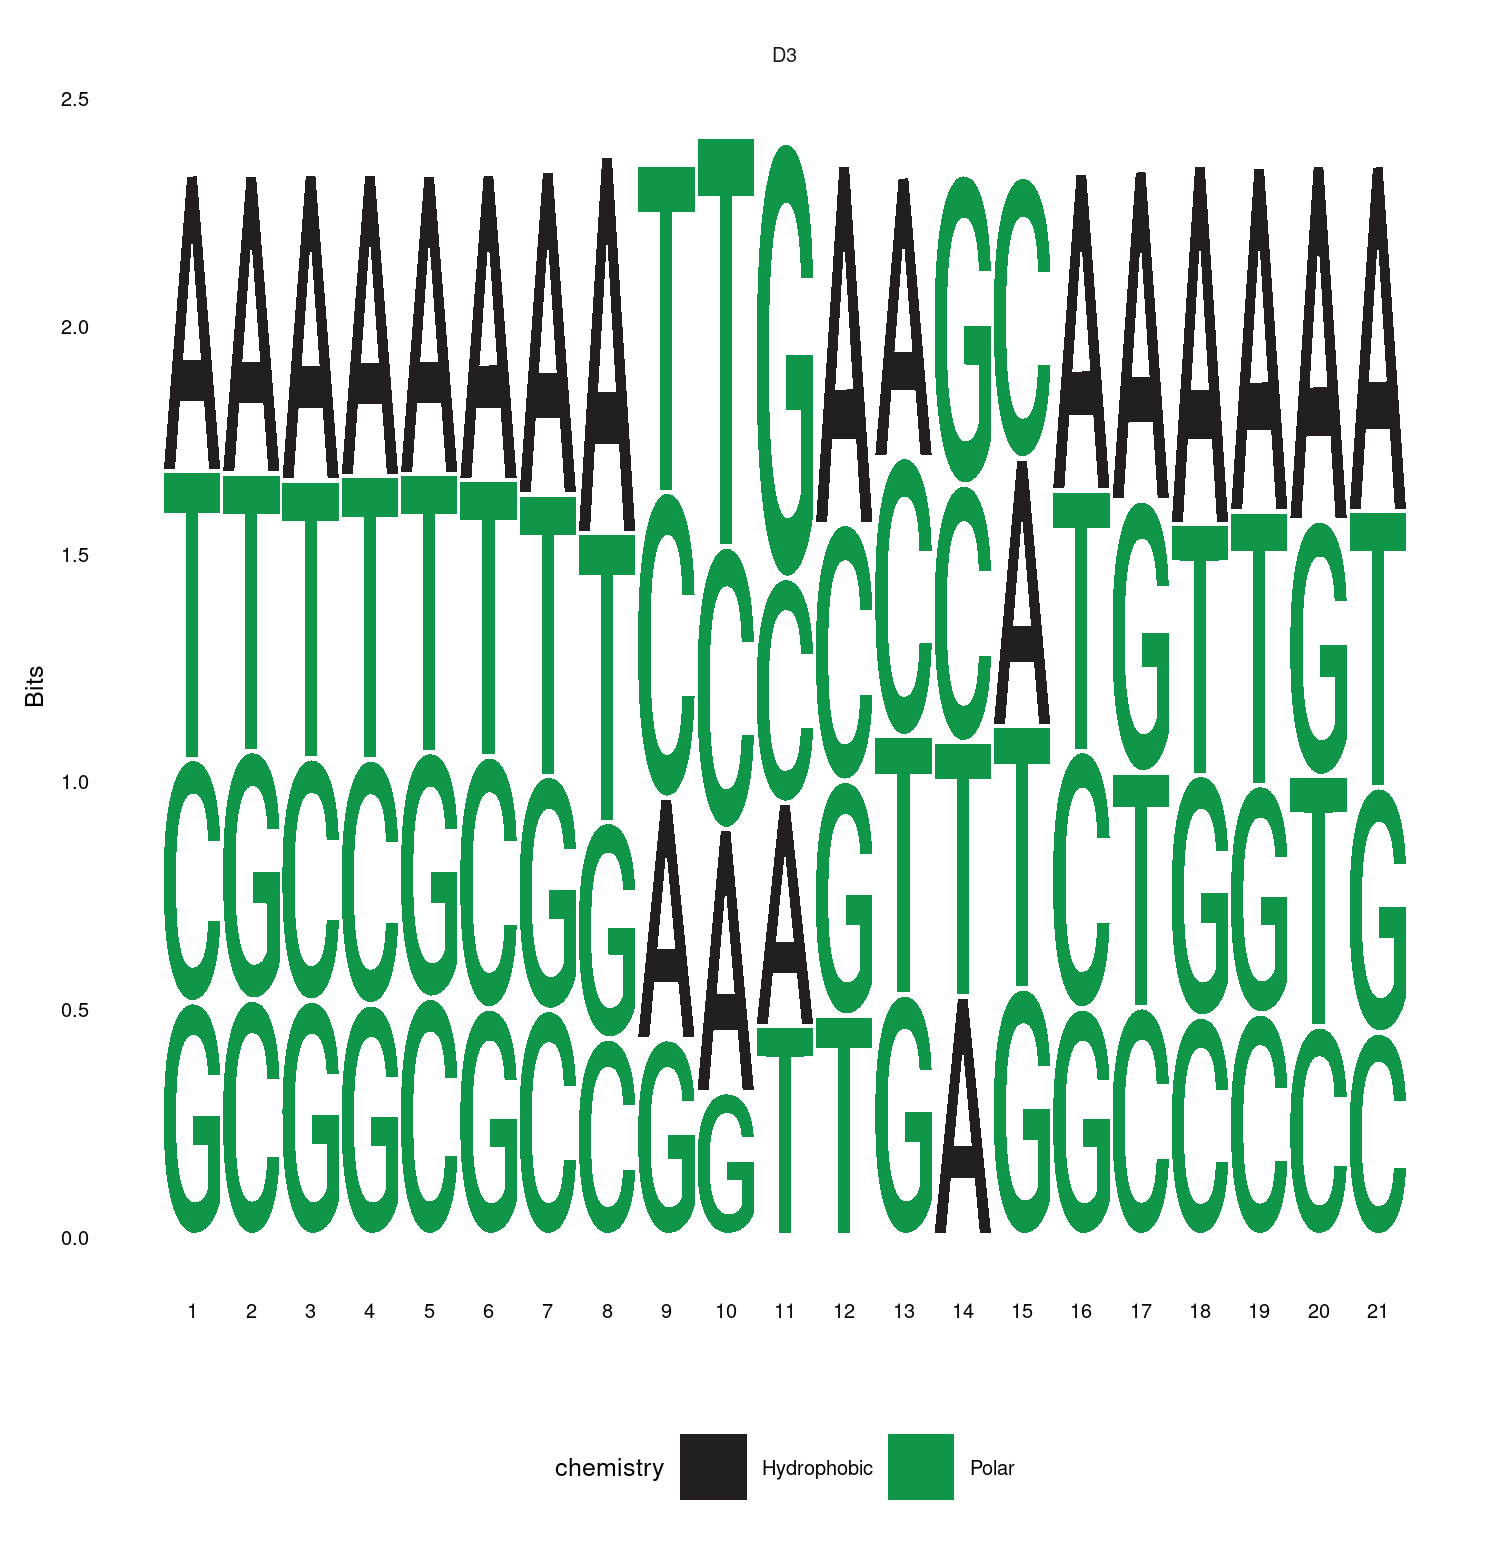 D3
2.5
2.0
1.5
1.0
0.5
0.0
Bits
AAAAAAAATTGAAGCAAAAAA
TTTTTTTTCCCCCCATGTTGT
CGCCGCGGAAAGTTTCTGGTG
GCGGCGCCGGTTGAGGCCCCC
1 2 3 4 5 6 7 8 9 10 11 12 13 14 15 16 17 18 19 20 21
chemistry Hydrophobic Polar